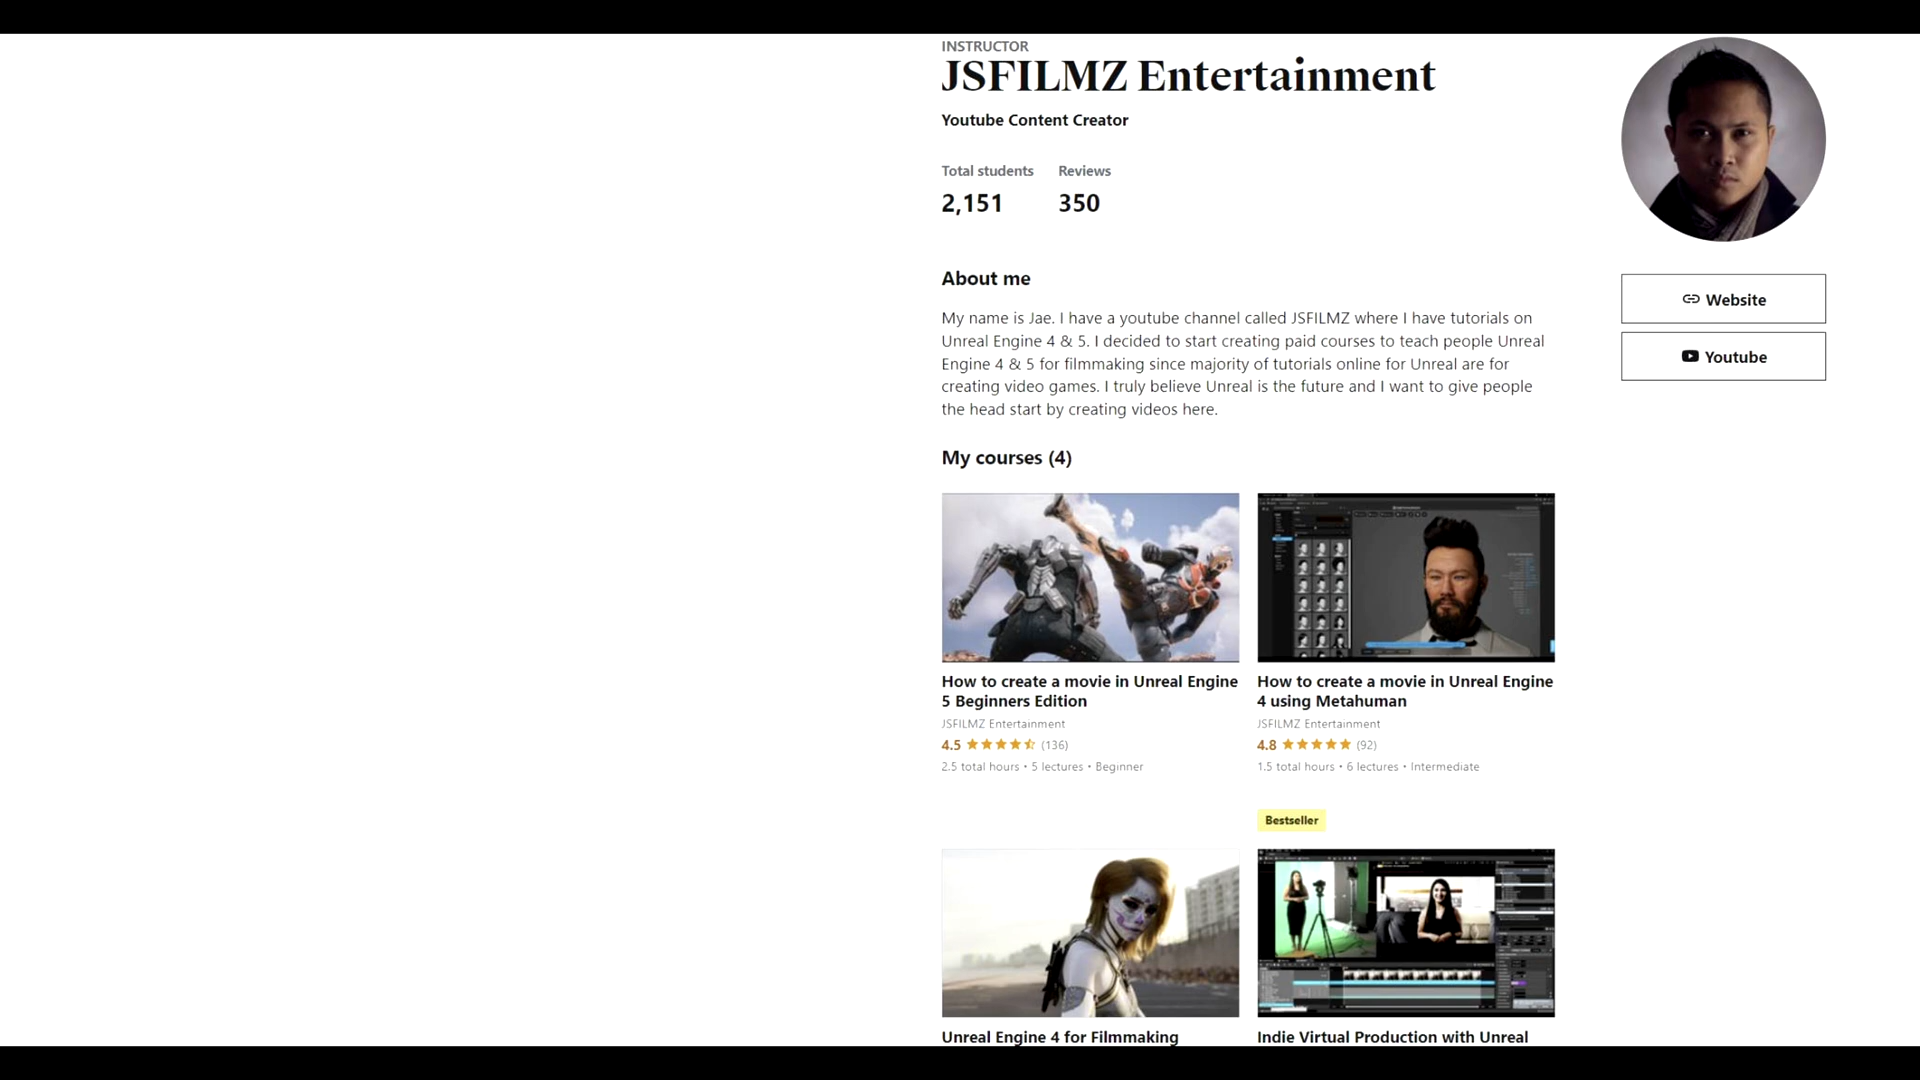 INSTRUCTOR
JSFILMZ Entertainment
Youtube Content Creator
Total students Reviews
2,151 350
About me
My name is Jae. I have a youtube channel called JSFILMZ where I have tutorials on
Unreal Engine 4 & 5. I decided to start creating paid courses to teach people Unreal
Engine 4 & 5 for filmmaking since majority of tutorials online for Unreal are for
creating video games. I truly believe Unreal is the future and I want to give people
the head start by creating videos here.
Website
Youtube
My courses (4)
How to create a movie in Unreal Engine
5 Beginners Edition
JSFILMZ Entertainment
4.5 (136)
2.5 total hours • 5 lectures • Beginner
How to create a movie in Unreal Engine
4 using Metahuman
JSFILMZ Entertainment
4.8 (92)
1.5 total hours • 6 lectures • Intermediate
Bestseller
Unreal Engine 4 for Filmmaking
Indie Virtual Production with Unreal